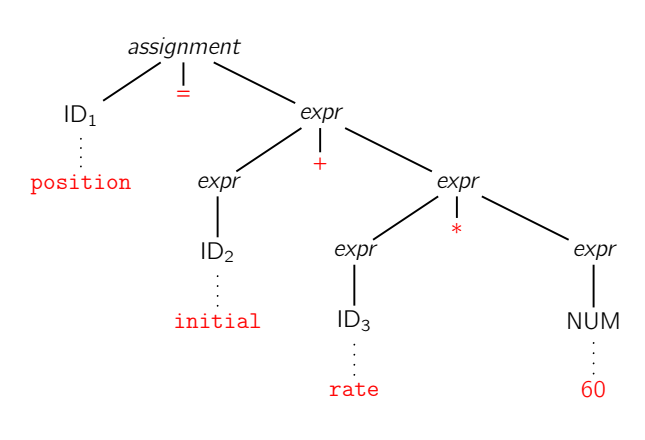 assignment
=
ID₁
expr
position
+
expr
expr
*
ID₂
expr
expr
initial
ID₃
NUM
rate
60